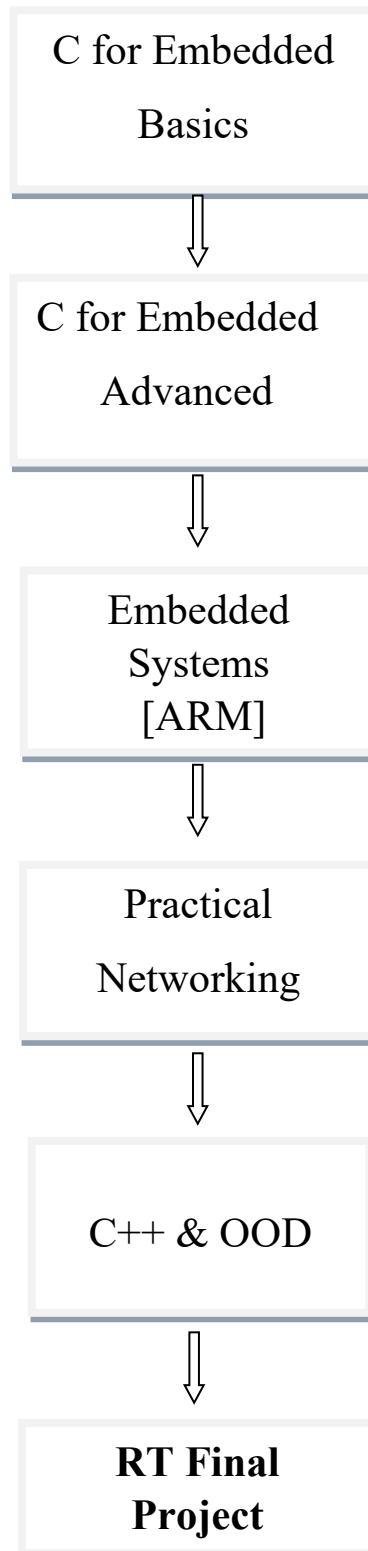 C for Embedded
Basics
C for Embedded
Advanced
Embedded
Systems
[ARM]
Practical
Networking
C++ & OOD
RT Final
Project